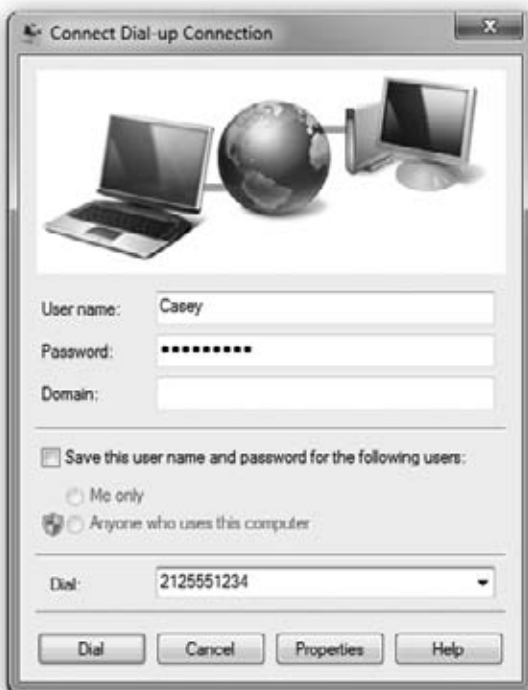 Connect Dial-up Connection
User name: Casey
Password: •••••••••
Domain:
Save this user name and password for the following users:
Me only
Anyone who uses this computer
Dial: 2125551234
Dial Cancel Properties Help